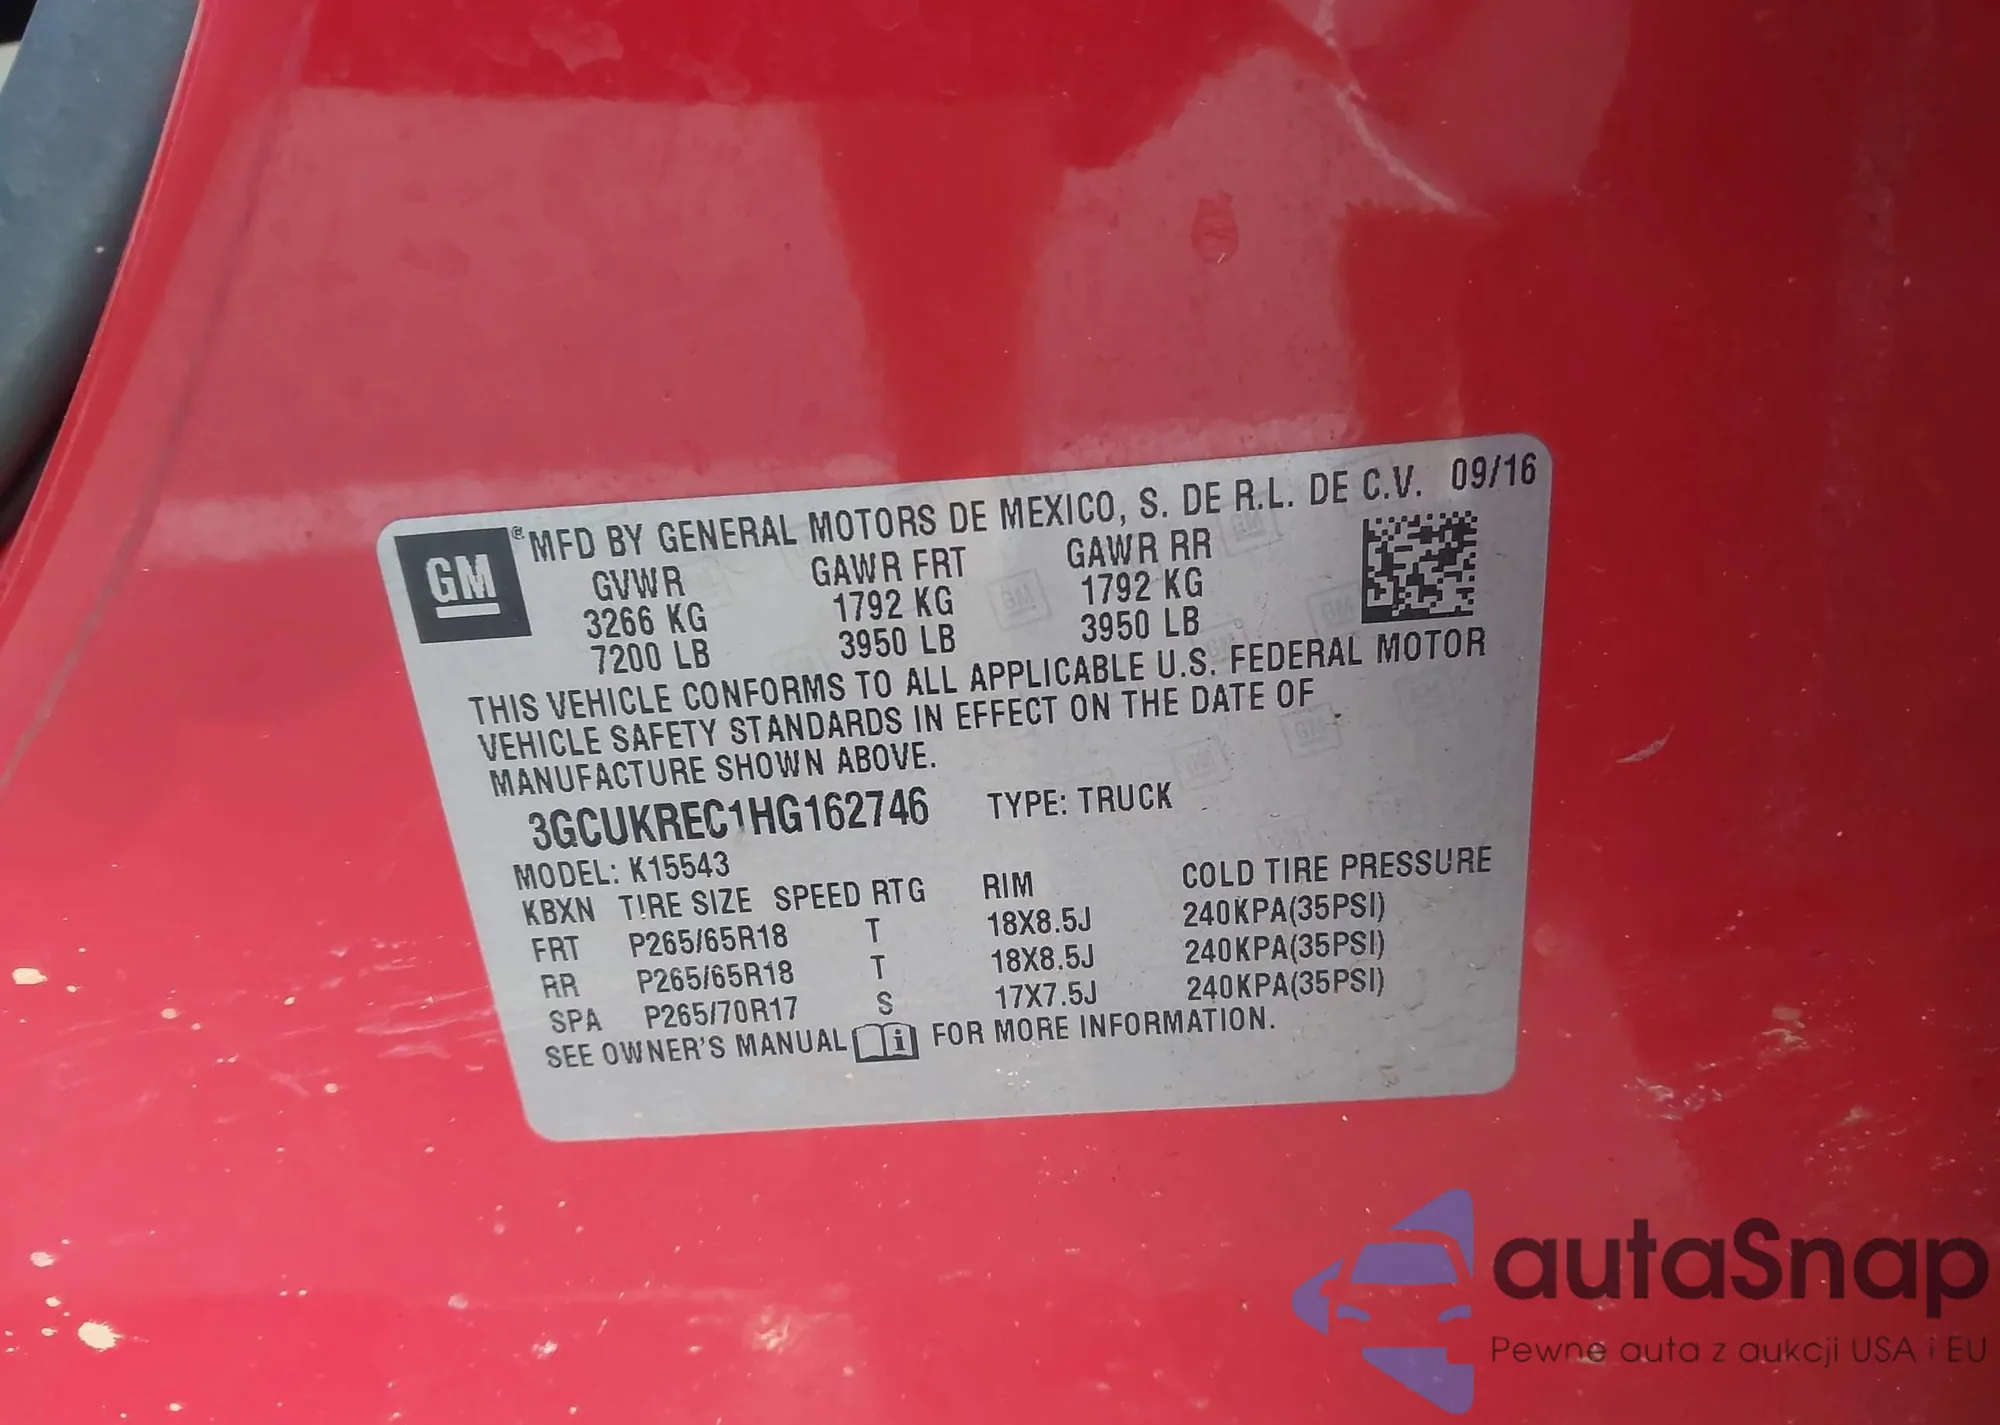 GM ® MFD BY GENERAL MOTORS DE MEXICO, S. DE R.L. DE C.V. 09/16
GVWR GAWR FRT GAWR RR
3266 KG 1792 KG 1792 KG
7200 LB 3950 LB 3950 LB
THIS VEHICLE CONFORMS TO ALL APPLICABLE U.S. FEDERAL MOTOR
VEHICLE SAFETY STANDARDS IN EFFECT ON THE DATE OF
MANUFACTURE SHOWN ABOVE.
3GCUKREC1HG162746 TYPE: TRUCK
MODEL: K15543
KBXN TIRE SIZE SPEED RTG RIM COLD TIRE PRESSURE
FRT P265/65R18 T 18X8.5J 240KPA(35PSI)
RR P265/65R18 T 18X8.5J 240KPA(35PSI)
SPA P265/70R17 S 17X7.5J 240KPA(35PSI)
SEE OWNER'S MANUAL i FOR MORE INFORMATION.
autaSnap
Pewne auta z aukcji USA i EU